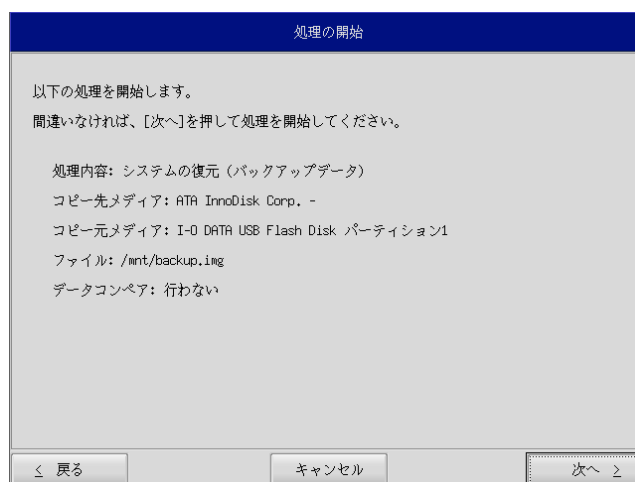 処理の開始
以下の処理を開始します。
間違いなければ、[次へ]を押して処理を開始してください。
処理内容: システムの復元（バックアップデータ）
コピー先メディア: ATA InnoDisk Corp. -
コピー元メディア: I-O DATA USB Flash Disk パーティション1
ファイル: /mnt/backup.img
データコンペア: 行わない
< 戻る
キャンセル
次へ >